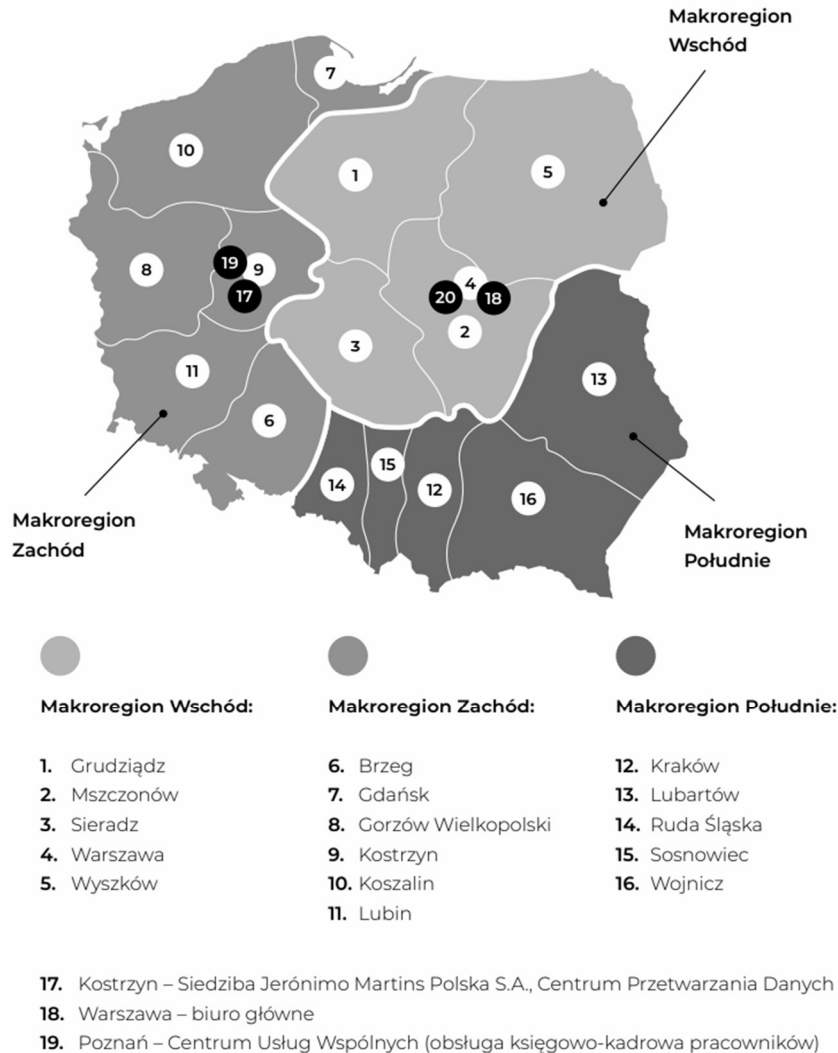 Makroregion
Wschód
7
10
1
5
8
19
9
17
4
20
18
2
3
11
6
13
15
14
12
16
Makroregion
Zachód
Makroregion
Południe
Makroregion Wschód:
1. Grudziądz
2. Mszczonów
3. Sieradz
4. Warszawa
5. Wyszków
Makroregion Zachód:
6. Brzeg
7. Gdańsk
8. Gorzów Wielkopolski
9. Kostrzyn
10. Koszalin
11. Lubin
Makroregion Południe:
12. Kraków
13. Lubartów
14. Ruda Śląska
15. Sosnowiec
16. Wojnicz
17. Kostrzyn – Siedziba Jerónimo Martins Polska S.A., Centrum Przetwarzania Danych
18. Warszawa – biuro główne
19. Poznań – Centrum Usług Wspólnych (obsługa księgowo-kadrowa pracowników)